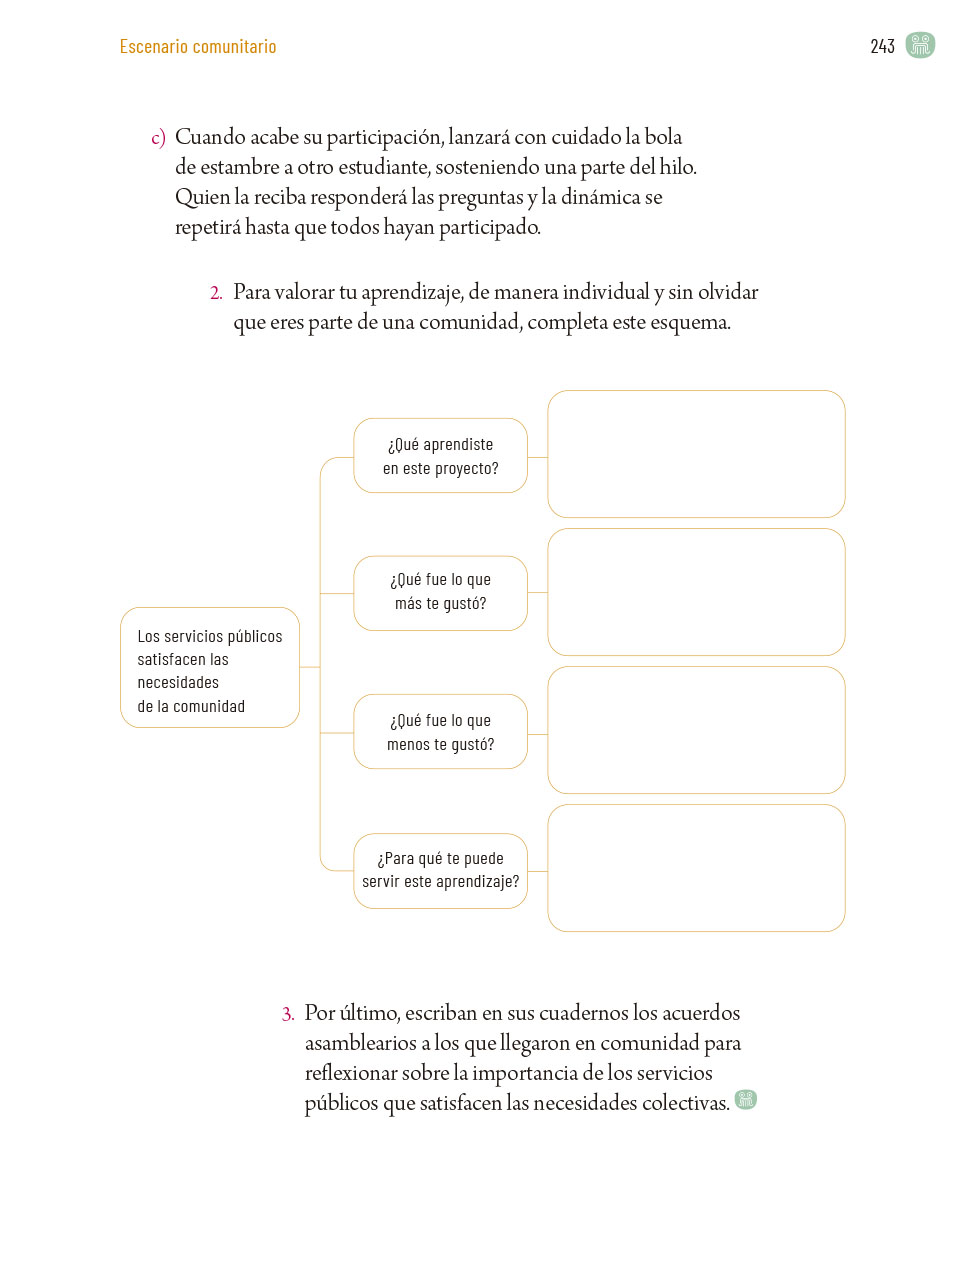 Escenario comunitario
243
c) Cuando acabe su participación, lanzará con cuidado la bola
de estambre a otro estudiante, sosteniendo una parte del hilo.
Quien la reciba responderá las preguntas y la dinámica se
repetirá hasta que todos hayan participado.
2. Para valorar tu aprendizaje, de manera individual y sin olvidar
que eres parte de una comunidad, completa este esquema.
Los servicios públicos
satisfacen las
necesidades
de la comunidad
¿Qué aprendiste
en este proyecto?
¿Qué fue lo que
más te gustó?
¿Qué fue lo que
menos te gustó?
¿Para qué te puede
servir este aprendizaje?
3. Por último, escriban en sus cuadernos los acuerdos
asamblearios a los que llegaron en comunidad para
reflexionar sobre la importancia de los servicios
públicos que satisfacen las necesidades colectivas.